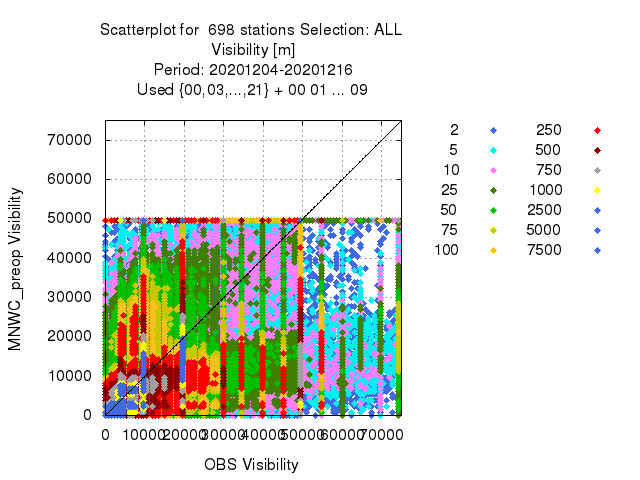 Scatterplot for 698 stations Selection: ALL
Visibility [m]
Period: 20201204-20201216
Used {00,03,...,21} + 00 01 ... 09
70000
60000
50000
40000
30000
20000
10000
0
MNWC_preop Visibility
0 10000 20000 30000 40000 50000 60000 70000
OBS Visibility
2 250
5 500
10 750
25 1000
50 2500
75 5000
100 7500